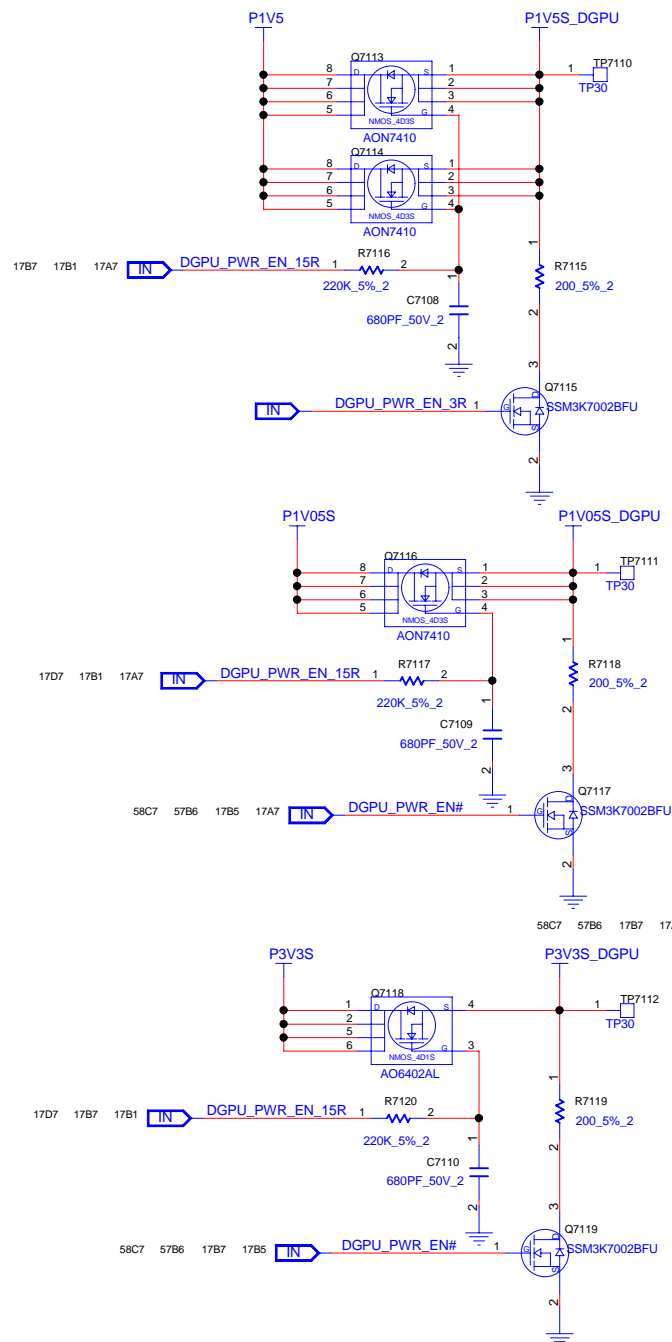 P1V5 P1V5S_DGPU
Q7113
8 D S 1
7 2
6 3
5 G 4
NMOS_4D3S
AON7410
1 TP7110
TP30
Q7114
8 D S 1
7 2
6 3
5 G 4
NMOS_4D3S
AON7410
17B7 17B1 17A7 IN DGPU_PWR_EN_15R 1 R7116 2
220K_5%_2
1
C7108
680PF_50V_2
2
1
R7115
200_5%_2
2
3
Q7115
IN DGPU_PWR_EN_3R 1 G D S SSM3K7002BFU
2
P1V05S P1V05S_DGPU
Q7116
8 D S 1
7 2
6 3
5 G 4
NMOS_4D3S
AON7410
1 TP7111
TP30
17D7 17B1 17A7 IN DGPU_PWR_EN_15R 1 R7117 2
220K_5%_2
1
C7109
680PF_50V_2
2
1
R7118
200_5%_2
2
3
Q7117
58C7 57B6 17B5 17A7 IN DGPU_PWR_EN# 1 G D S SSM3K7002BFU
2
58C7 57B6 17B7
P3V3S P3V3S_DGPU
Q7118
1 D S 4
2
5
6 G 3
NMOS_4D1S
AO6402AL
1 TP7112
TP30
17D7 17B7 17B1 IN DGPU_PWR_EN_15R 1 R7120 2
220K_5%_2
1
C7110
680PF_50V_2
2
1
R7119
200_5%_2
2
3
Q7119
58C7 57B6 17B7 17B5 IN DGPU_PWR_EN# 1 G D S SSM3K7002BFU
2